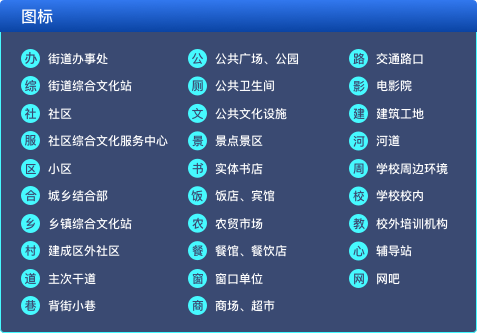 图标
办 街道办事处
综 街道综合文化站
社 社区
服 社区综合文化服务中心
区 小区
合 城乡结合部
乡 乡镇综合文化站
村 建成区外社区
道 主次干道
巷 背街小巷
公 公共广场、公园
厕 公共卫生间
文 公共文化设施
景 景点景区
书 实体书店
饭 饭店、宾馆
农 农贸市场
餐 餐馆、餐饮店
窗 窗口单位
商 商场、超市
路 交通路口
影 电影院
建 建筑工地
河 河道
周 学校周边环境
校 学校校内
教 校外培训机构
心 辅导站
网 网吧